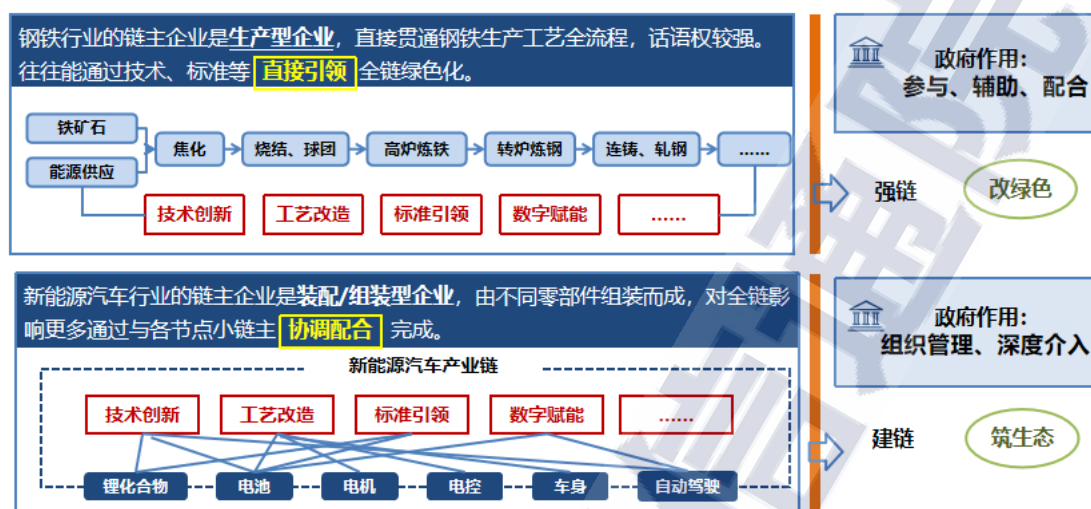 钢铁行业的链主企业是生产型企业，直接贯通钢铁生产工艺全流程，话语权较强。
往往能通过技术、标准等 直接引领 全链绿色化。
铁矿石
能源供应
焦化
烧结、球团
高炉炼铁
转炉炼钢
连铸、轧钢
......
技术创新
工艺改造
标准引领
数字赋能
......
政府作用：
参与、辅助、配合
强链
改绿色
新能源汽车行业的链主企业是装配/组装型企业，由不同零部件组装而成，对全链影
响更多通过与各节点小链主 协调配合 完成。
新能源汽车产业链
技术创新
工艺改造
标准引领
数字赋能
......
锂化合物
电池
电机
电控
车身
自动驾驶
政府作用：
组织管理、深度介入
建链
筑生态